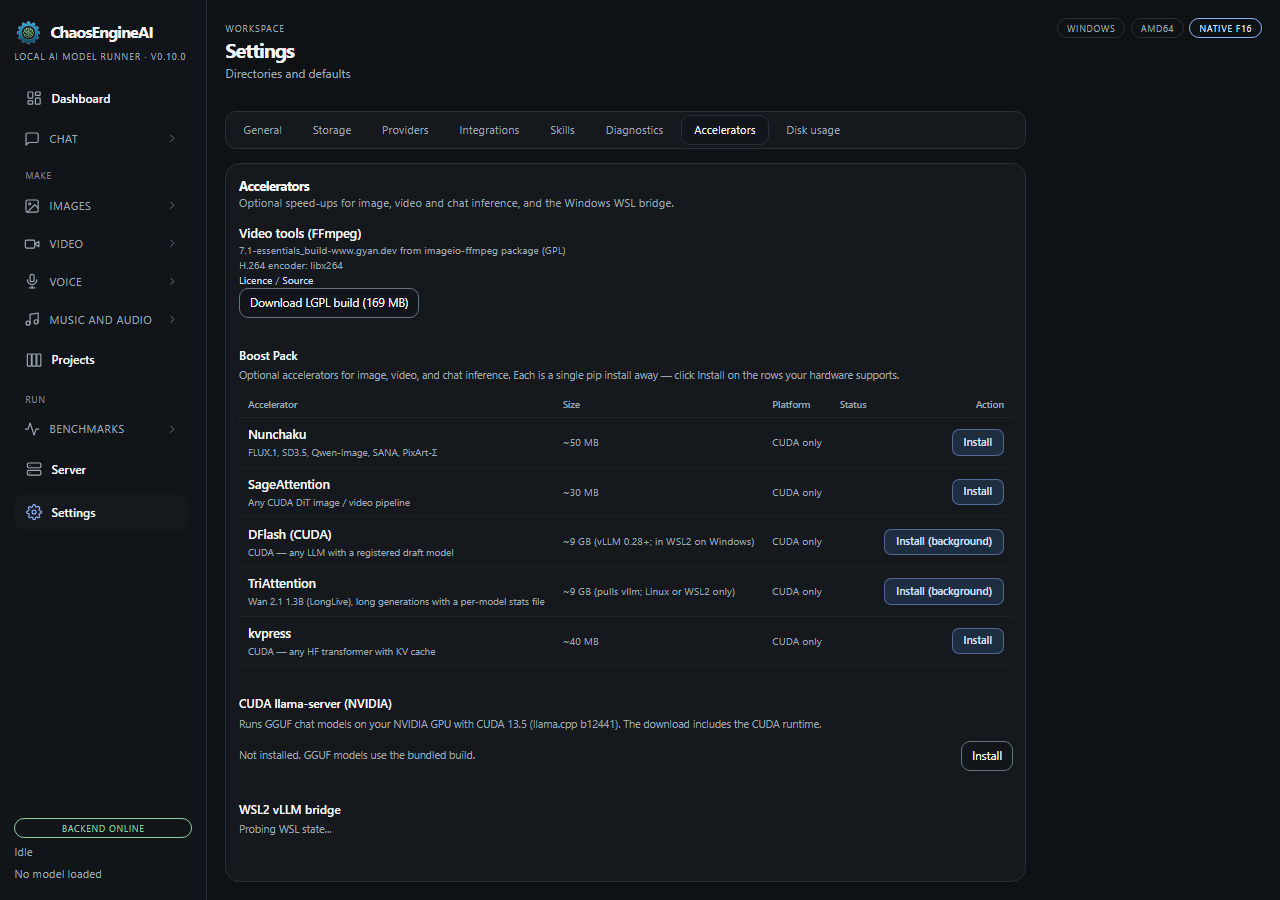 ChaosEngineAI
LOCAL AI MODEL RUNNER · V0.10.0
Dashboard
CHAT
MAKE
IMAGES
VIDEO
VOICE
MUSIC AND AUDIO
Projects
RUN
BENCHMARKS
Server
Settings
BACKEND ONLINE
Idle
No model loaded
WORKSPACE
Settings
Directories and defaults
WINDOWS
AMD64
NATIVE F16
General
Storage
Providers
Integrations
Skills
Diagnostics
Accelerators
Disk usage
Accelerators
Optional speed-ups for image, video and chat inference, and the Windows WSL bridge.
Video tools (FFmpeg)
7.1-essentials_build-www.gyan.dev from imageio-ffmpeg package (GPL)
H.264 encoder: libx264
Licence / Source
Download LGPL build (169 MB)
Boost Pack
Optional accelerators for image, video, and chat inference. Each is a single pip install away — click Install on the rows your hardware supports.
Accelerator Size Platform Status Action
Nunchaku
FLUX.1, SD3.5, Qwen-Image, SANA, PixArt-Σ
~50 MB
CUDA only
Install
SageAttention
Any CUDA DiT image / video pipeline
~30 MB
CUDA only
Install
DFlash (CUDA)
CUDA — any LLM with a registered draft model
~9 GB (vLLM 0.28+; in WSL2 on Windows)
CUDA only
Install (background)
TriAttention
Wan 2.1 1.3B (LongLive), long generations with a per-model stats file
~9 GB (pulls vllm; Linux or WSL2 only)
CUDA only
Install (background)
kvpress
CUDA — any HF transformer with KV cache
~40 MB
CUDA only
Install
CUDA llama-server (NVIDIA)
Runs GGUF chat models on your NVIDIA GPU with CUDA 13.5 (llama.cpp b12441). The download includes the CUDA runtime.
Not installed. GGUF models use the bundled build.
Install
WSL2 vLLM bridge
Probing WSL state...